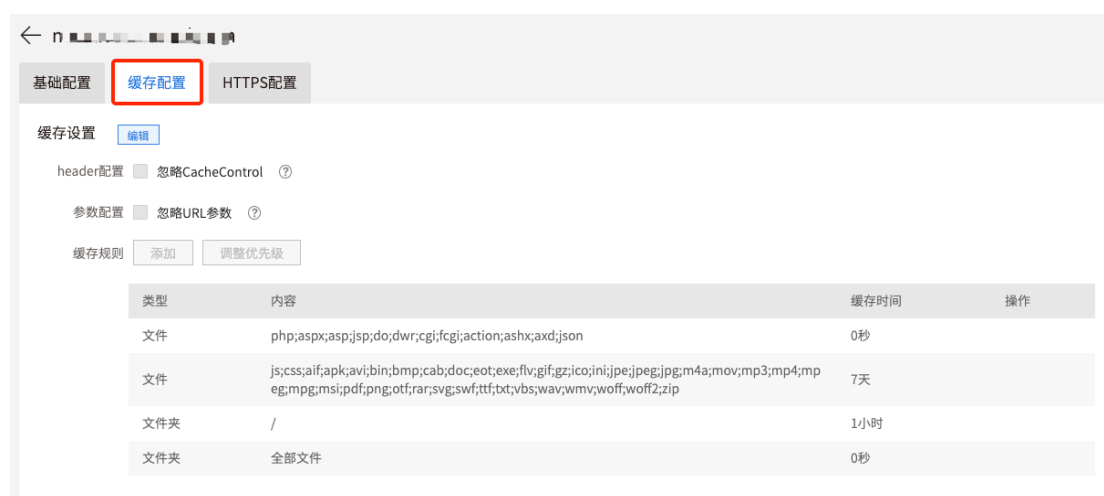 基础配置 缓存配置 HTTPS配置
缓存设置 编辑
header配置 忽略CacheControl ?
参数配置 忽略URL参数 ?
缓存规则 添加 调整优先级
类型 内容 缓存时间 操作
文件 php;aspx;asp;jsp;do;dwr;cgi;fcgi;action;ashx;axd;json 0秒
文件 js;css;aif;apk;avi;bin;bmp;cab;doc;eot;exe;flv;gif;gz;ico;ini;jpe;jpeg;jpg;m4a;mov;mp3;mp4;mp 7天
eg;mpg;msi;pdf;png;otf;rar;svg;swf;ttf;txt;vbs;wav;wmv;woff;woff2;zip
文件夹 / 1小时
文件夹 全部文件 0秒